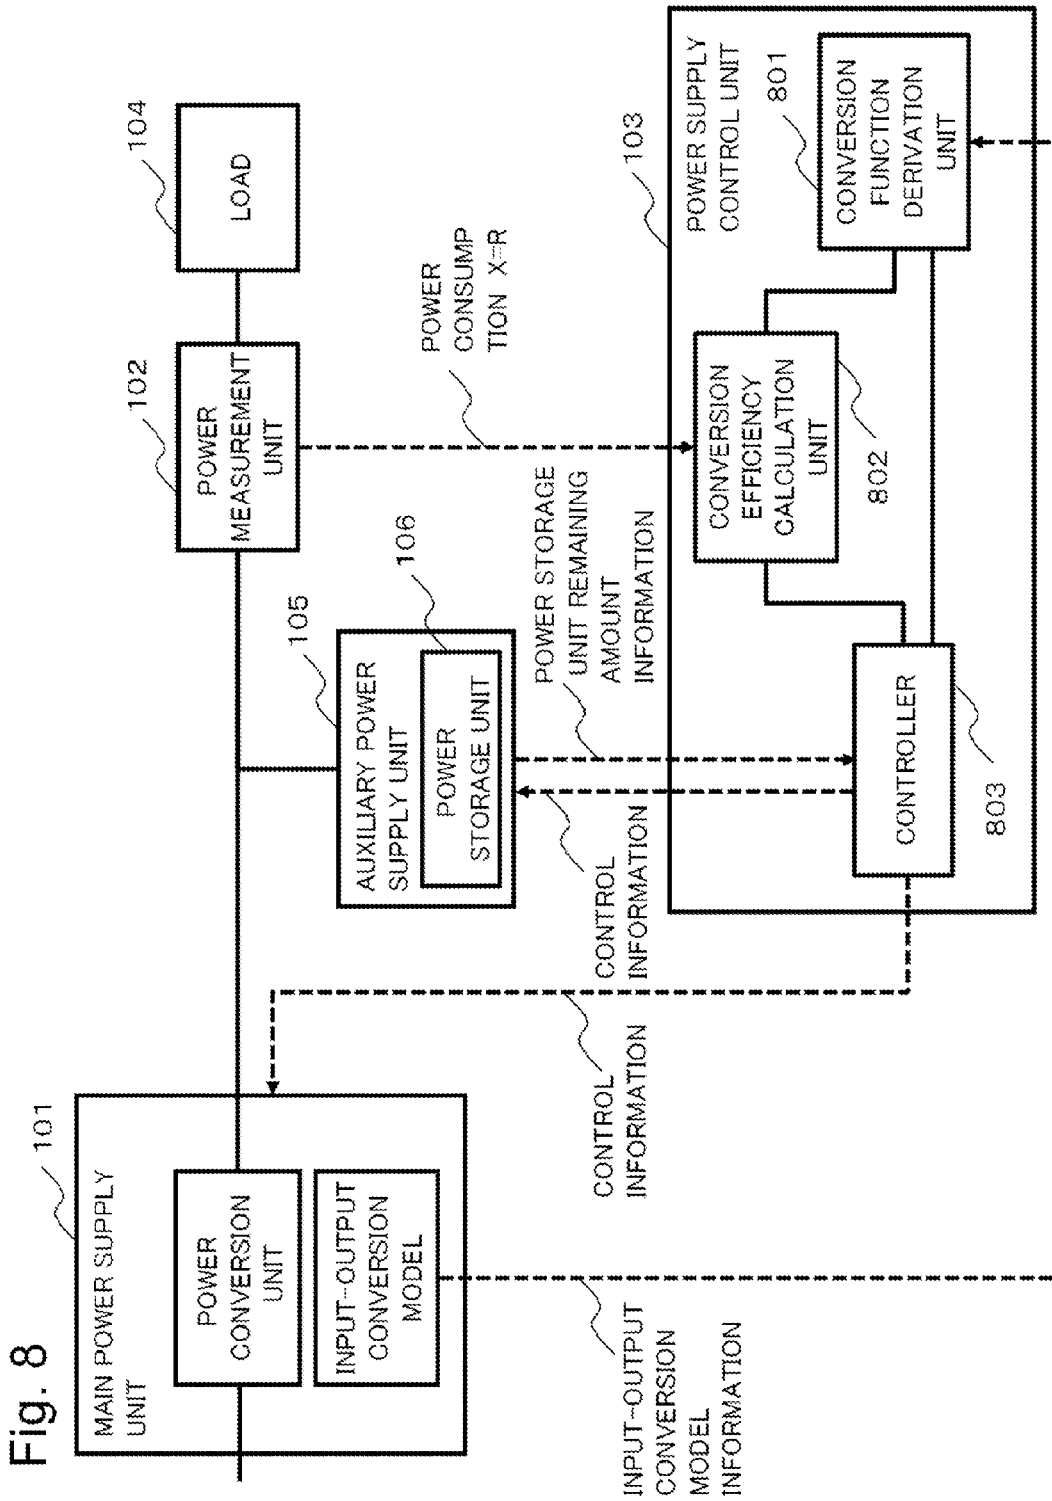 Fig. 8
101
MAIN POWER SUPPLY
UNIT
POWER
CONVERSION
UNIT
INPUT-OUTPUT
CONVERSION
MODEL
INPUT-OUTPUT
CONVERSION
MODEL
INFORMATION
CONTROL
INFORMATION
CONTROL
INFORMATION
105
AUXILIARY POWER
SUPPLY UNIT
106
POWER
STORAGE UNIT
POWER STORAGE
UNIT REMAINING
AMOUNT
INFORMATION
102
POWER
MEASUREMENT
UNIT
104
LOAD
POWER
CONSUMP
TION X=R
103
POWER SUPPLY
CONTROL UNIT
801
CONVERSION
FUNCTION
DERIVATION
UNIT
CONVERSION
EFFICIENCY
CALCULATION
UNIT
802
CONTROLLER
803